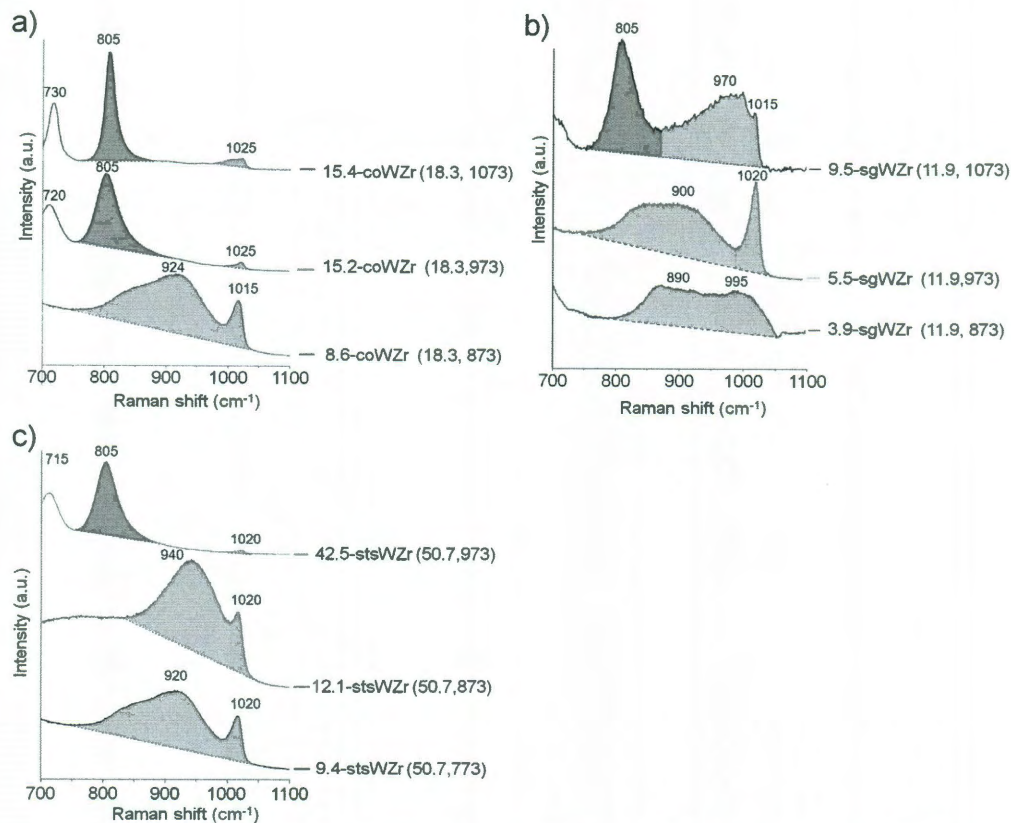 a)
805
730
1025
15.4-coWZr (18.3, 1073)
805
720
1025
15.2-coWZr (18.3,973)
924
1015
8.6-coWZr (18.3, 873)
Intensity (a.u.)
700 800 900 1000 1100
Raman shift (cm⁻¹)
b)
805
970
1015
9.5-sgWZr (11.9, 1073)
1020
900
5.5-sgWZr (11.9,973)
890 995
3.9-sgWZr (11.9, 873)
Intensity (a.u.)
700 800 900 1000 1100
Raman shift (cm⁻¹)
c)
805
715
1020
42.5-stsWZr (50.7,973)
940
1020
12.1-stsWZr (50.7,873)
920
1020
9.4-stsWZr (50.7,773)
Intensity (a.u.)
700 800 900 1000 1100
Raman shift (cm⁻¹)